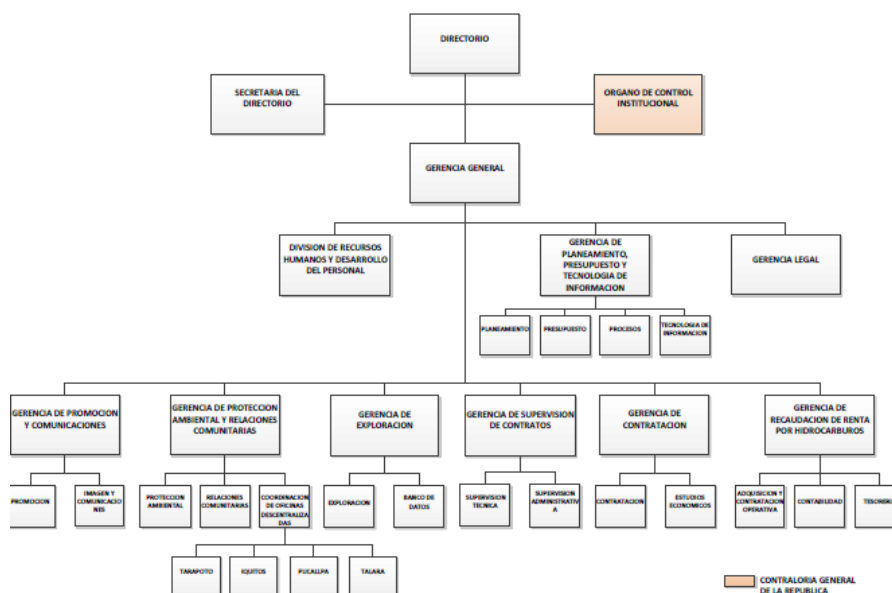 DIRECTORIO
SECRETARIA DEL
DIRECTORIO
ORGANO DE CONTROL
INSTITUCIONAL
GERENCIA GENERAL
DIVISION DE RECURSOS
HUMANOS Y DESARROLLO
DEL PERSONAL
GERENCIA DE
PLANEAMIENTO,
PRESUPUESTO Y
TECNOLOGIA DE
INFORMACION
GERENCIA LEGAL
PLANEAMIENTO
PRESUPUESTO
PROCESOS
TECNOLOGIA DE
INFORMACION
GERENCIA DE PROMOCION
Y COMUNICACIONES
GERENCIA DE PROTECCION
AMBIENTAL Y RELACIONES
COMUNITARIAS
GERENCIA DE
EXPLORACION
GERENCIA DE SUPERVISION
DE CONTRATOS
GERENCIA DE
CONTRATACION
GERENCIA DE
RECAUDACION DE RENTA
POR HIDROCARBUROS
PROMOCION
IMAGEN Y
COMUNICACIO
NES
PROTECCION
AMBIENTAL
RELACIONES
COMUNITARIAS
COORDINACION
DE OFICINAS
DESCENTRALIZA
DAS
EXPLORACION
BANCO DE
DATOS
SUPERVISION
TECNICA
SUPERVISION
ADMINISTRATIV
A
CONTRATACION
ESTUDIOS
ECONOMICOS
ADQUISICION Y
CONTRATACION
OPERATIVA
CONTABILIDAD
TESORERI
TARAPOTO
IQUITOS
PUCALLPA
TALARA
CONTRALORIA GENERAL
DE LA REPUBLICA